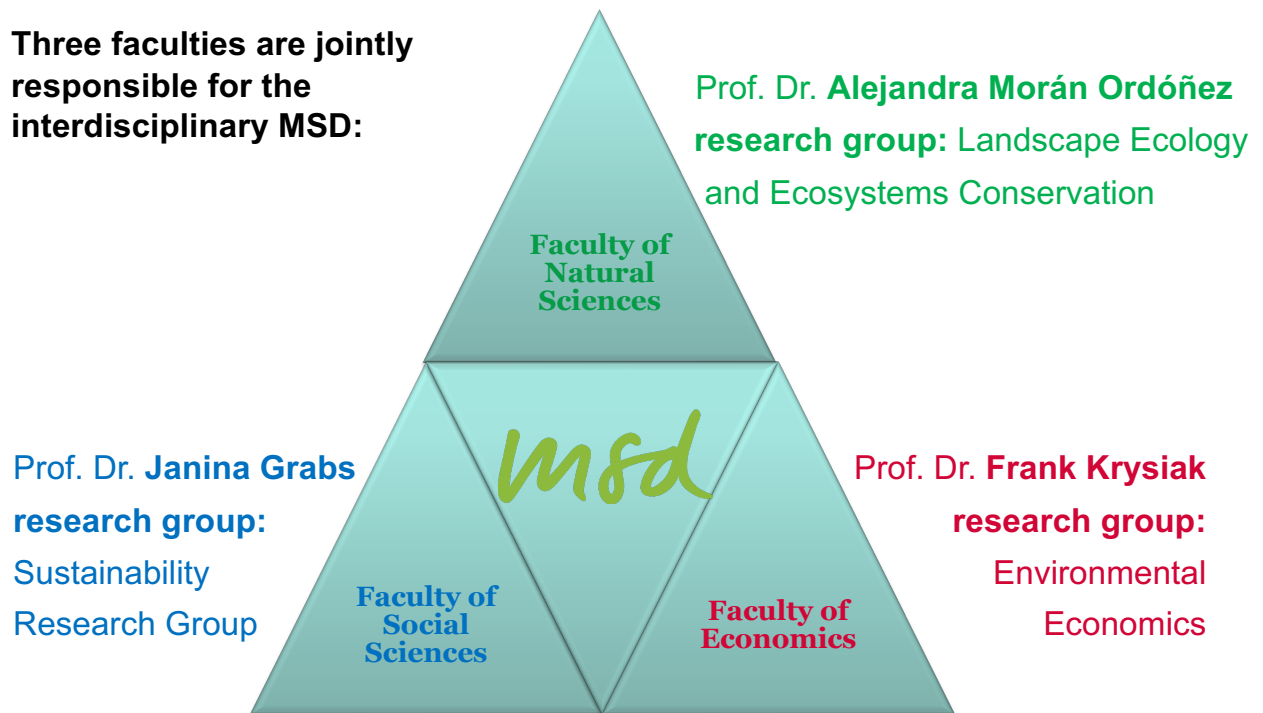 Three faculties are jointly
responsible for the
interdisciplinary MSD:
Prof. Dr. Alejandra Morán Ordóñez
research group: Landscape Ecology
and Ecosystems Conservation
Faculty of
Natural
Sciences
msd
Prof. Dr. Janina Grabs
research group:
Sustainability
Research Group
Faculty of
Social
Sciences
Faculty of
Economics
Prof. Dr. Frank Krysiak
research group:
Environmental
Economics